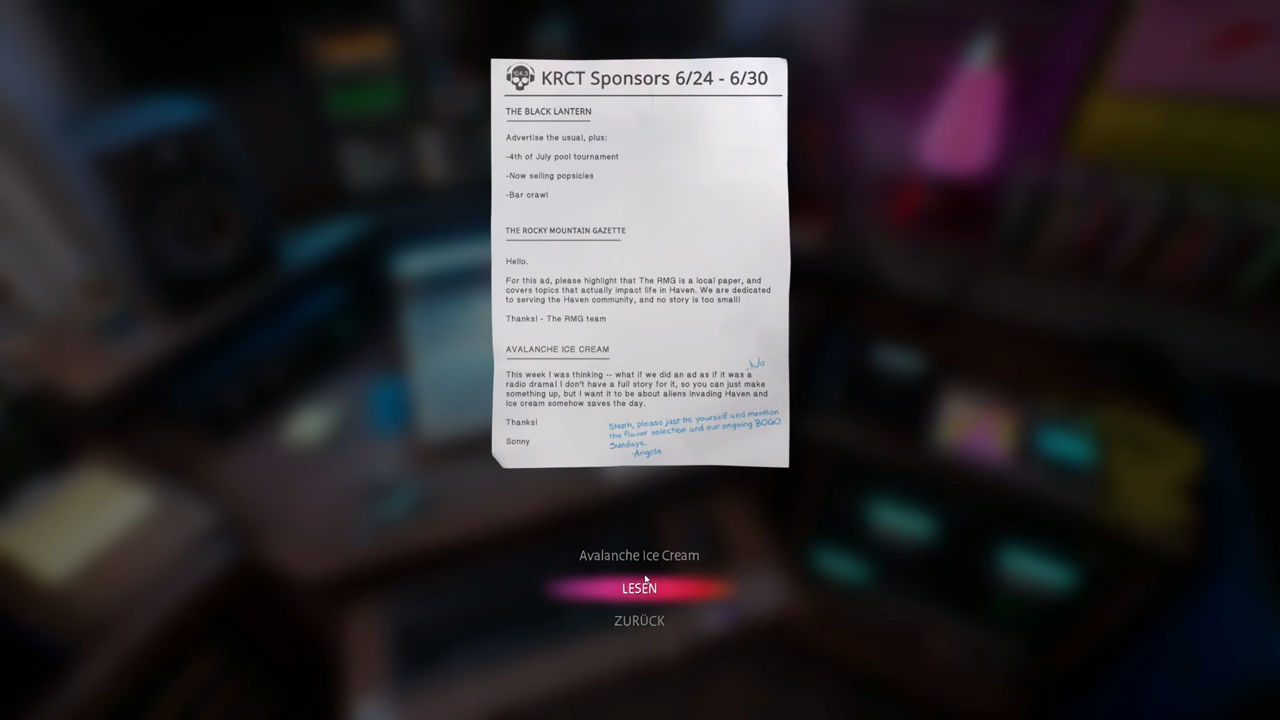 KRCT Sponsors 6/24 - 6/30
THE BLACK LANTERN
Advertise the usual, plus:
-4th of July pool tournament
-Now selling popsicles
-Bar crawl
THE ROCKY MOUNTAIN GAZETTE
Hello.
For this ad, please highlight that The RMG is a local paper, and
covers topics that actually impact life in Haven. We are dedicated
to serving the Haven community, and no story is too small!
Thanks! - The RMG team
AVALANCHE ICE CREAM
No
This week I was thinking -- what if we did an ad as if it was a
radio drama! I don't have a full story for it, so you can just make
something up, but I want it to be about aliens invading Haven and
ice cream somehow saves the day.
Thanks!
Sonny
Steph, please just be yourself and mention
the flavor selection and our ongoing BOGO
Sundays.
-Angela
Avalanche Ice Cream
LESEN
ZURÜCK